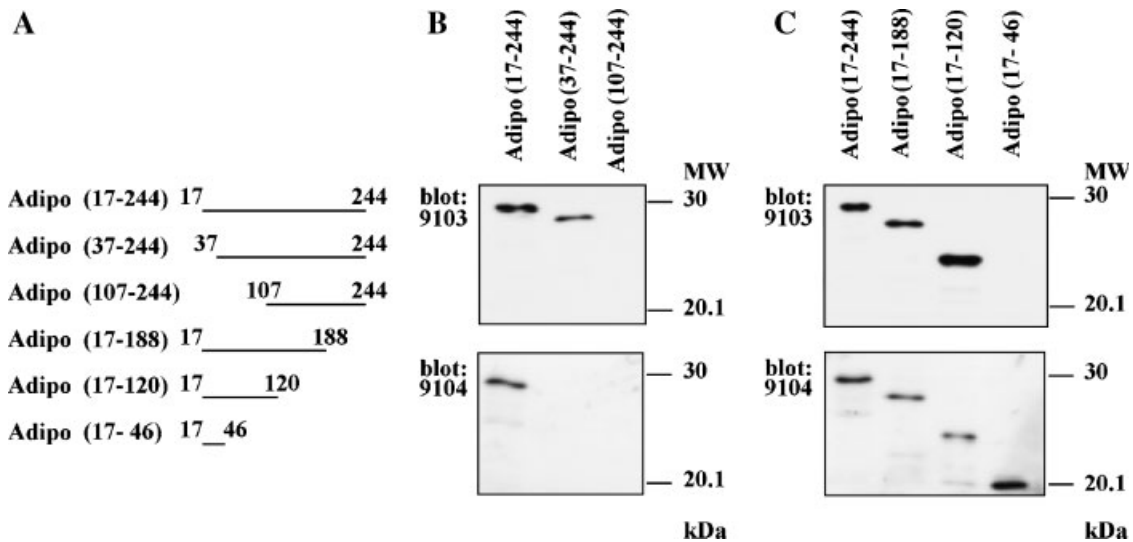 A
Adipo (17-244) 17 244
Adipo (37-244) 37 244
Adipo (107-244) 107 244
Adipo (17-188) 17 188
Adipo (17-120) 17 120
Adipo (17- 46) 17 46
B
Adipo (17-244)
Adipo (37-244)
Adipo (107-244)
MW
blot:
9103
30
20.1
blot:
9104
30
20.1
kDa
C
Adipo (17-244)
Adipo (17-188)
Adipo (17-120)
Adipo (17- 46)
MW
blot:
9103
30
20.1
blot:
9104
30
20.1
kDa